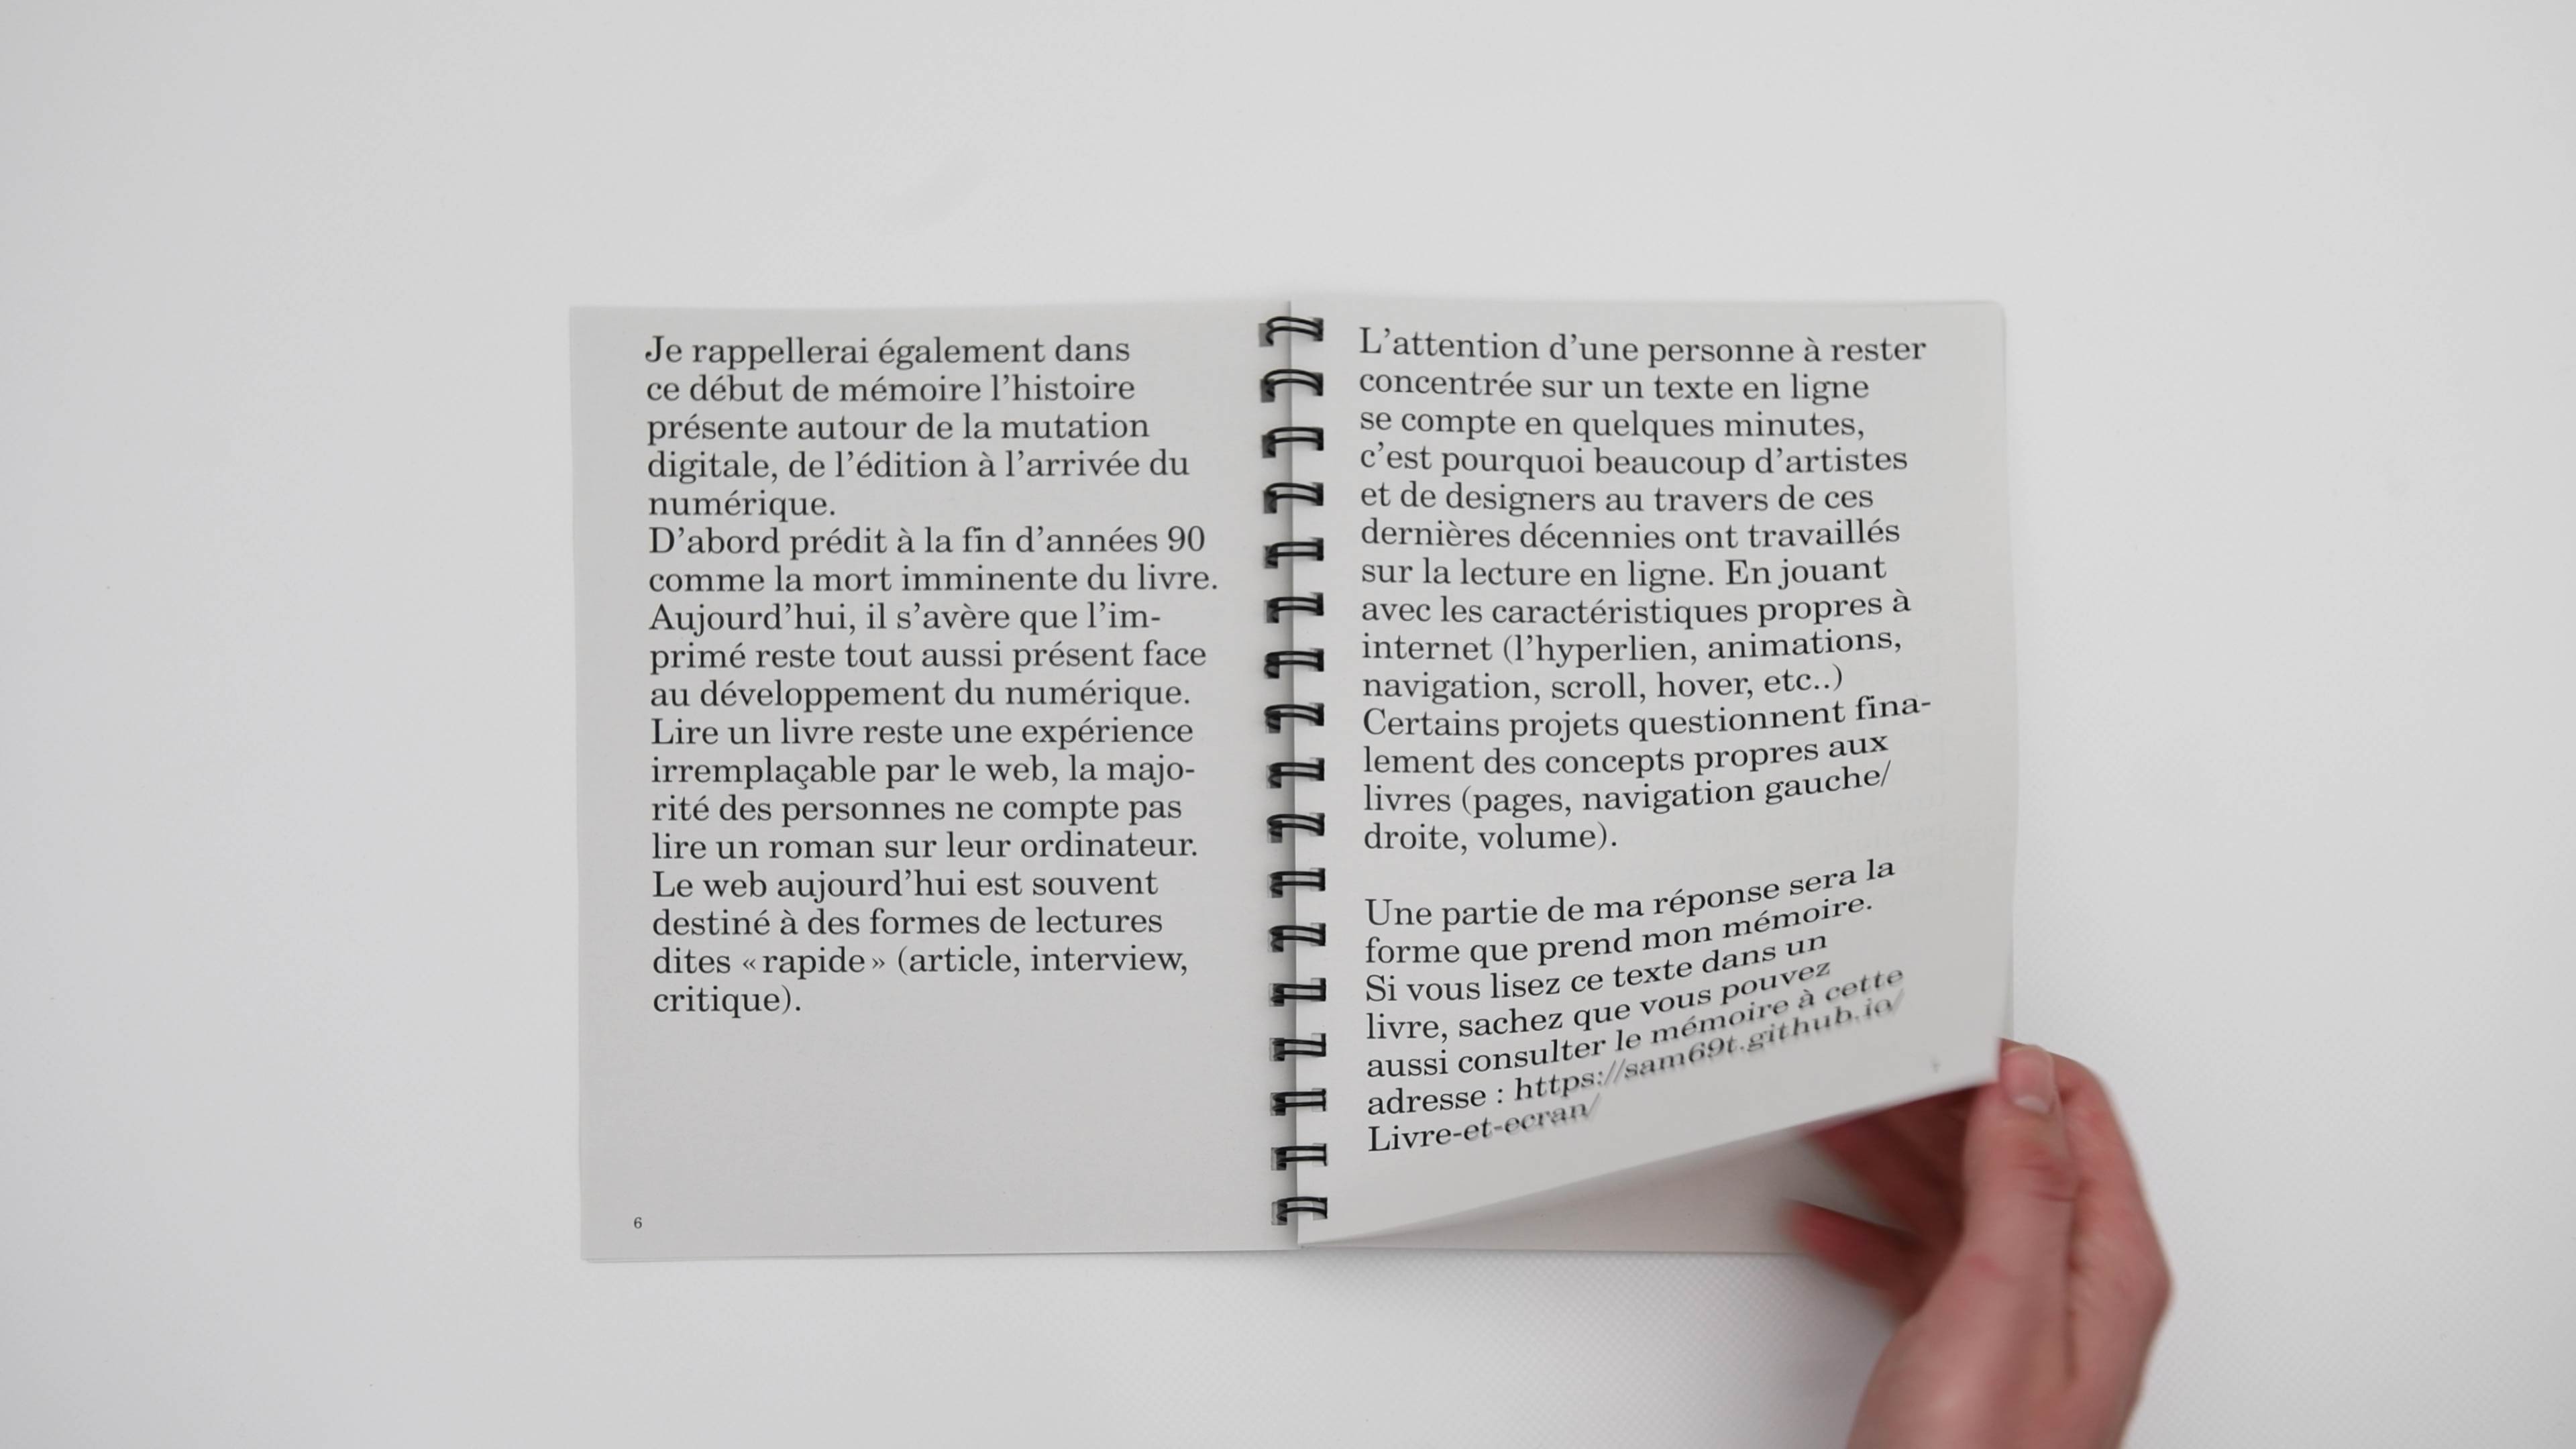 Je rappellerai également dans
ce début de mémoire l’histoire
présente autour de la mutation
digitale, de l’édition à l’arrivée du
numérique.
D’abord prédit à la fin d’années 90
comme la mort imminente du livre.
Aujourd’hui, il s’avère que l’im-
primé reste tout aussi présent face
au développement du numérique.
Lire un livre reste une expérience
irremplaçable par le web, la majo-
rité des personnes ne compte pas
lire un roman sur leur ordinateur.
Le web aujourd’hui est souvent
destiné à des formes de lectures
dites « rapide » (article, interview,
critique).
6
L’attention d’une personne à rester
concentrée sur un texte en ligne
se compte en quelques minutes,
c’est pourquoi beaucoup d’artistes
et de designers au travers de ces
dernières décennies ont travaillés
sur la lecture en ligne. En jouant
avec les caractéristiques propres à
internet (l’hyperlien, animations,
navigation, scroll, hover, etc..)
Certains projets questionnent fina-
lement des concepts propres aux
livres (pages, navigation gauche/
droite, volume).
Une partie de ma réponse sera la
forme que prend mon mémoire.
Si vous lisez ce texte dans un
livre, sachez que vous pouvez
aussi consulter le mémoire à cette
adresse : https://sam69t.github.io/
Livre-et-ecran/